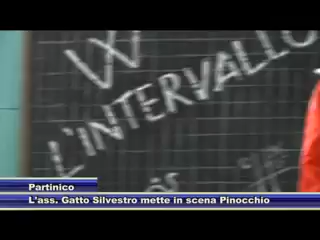 W
L'INTERVALLO
Partinico
L'ass. Gatto Silvestro mette in scena Pinocchio